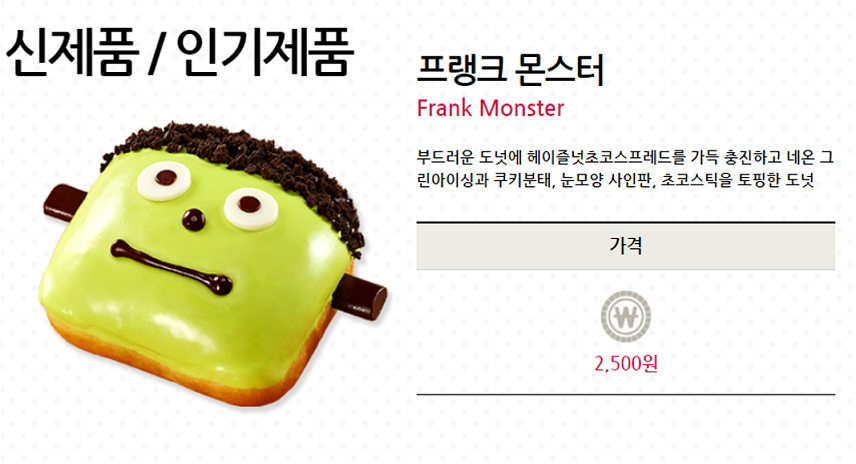 신제품 / 인기제품
프랭크 몬스터
Frank Monster
부드러운 도넛에 헤이즐넛초코스프레드를 가득 충진하고 네온 그
린아이싱과 쿠키분태, 눈모양 사인판, 초코스틱을 토핑한 도넛
가격
₩
2,500원